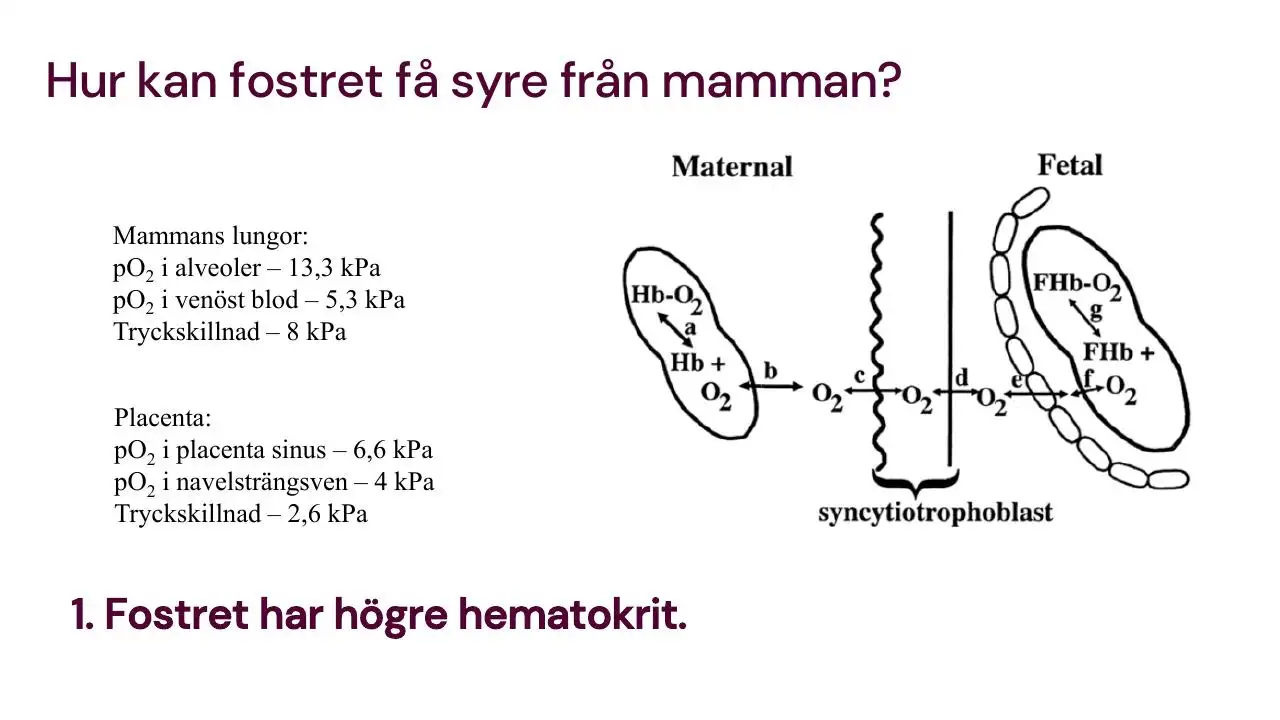 Hur kan fostret få syre från mamman?
Maternal
Fetal
Mammans lungor:
pO₂ i alveoler – 13,3 kPa
pO₂ i venöst blod – 5,3 kPa
Tryckskillnad – 8 kPa
Placenta:
pO₂ i placenta sinus – 6,6 kPa
pO₂ i navelsträngsven – 4 kPa
Tryckskillnad – 2,6 kPa
Hb-O₂
a
Hb +
O₂
b
O₂
c
O₂
d
O₂
e
f
O₂
FHb-O₂
g
FHb +
syncytiotrophoblast
1. Fostret har högre hematokrit.